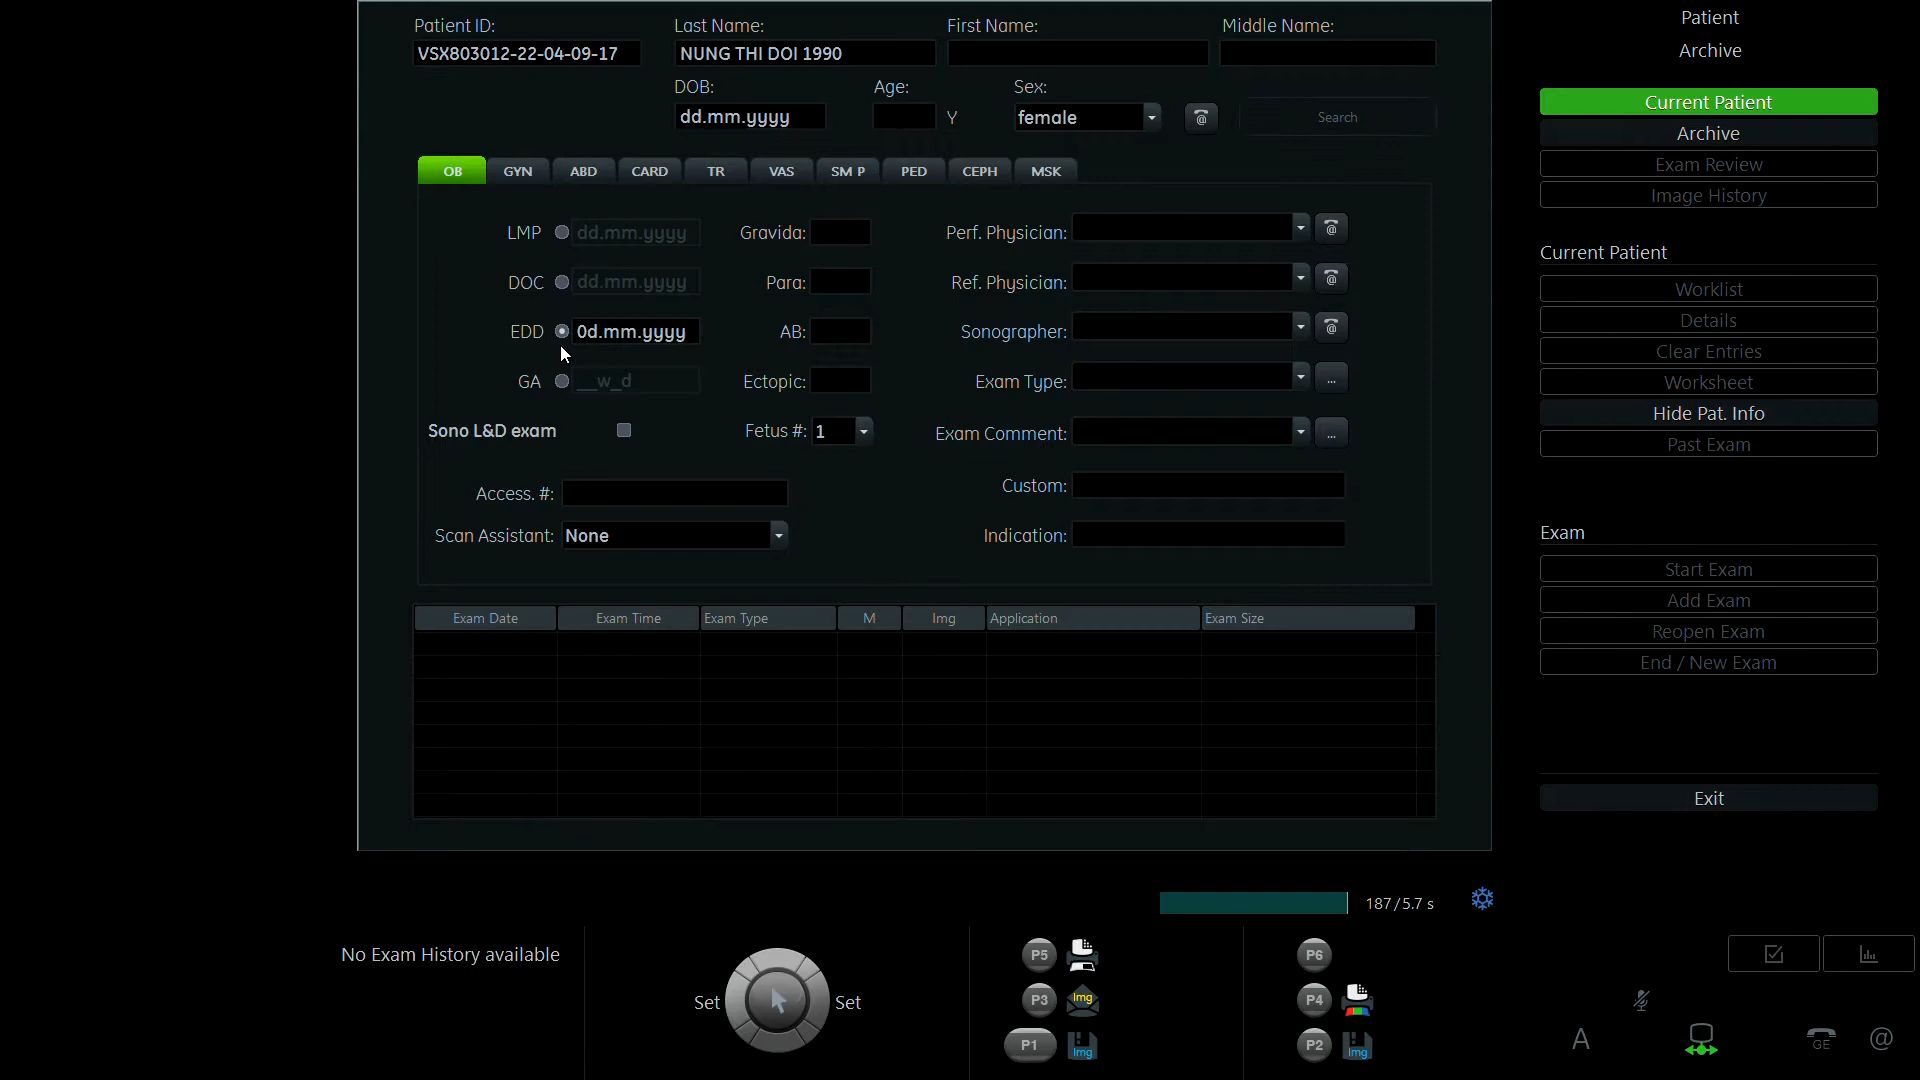 Patient ID: Last Name: First Name: Middle Name:
VSX803012-22-04-09-17 NUNG THI DOI 1990
DOB: Age: Sex:
dd.mm.yyyy Y female Search
OB GYN ABD CARD TR VAS SM P PED CEPH MSK
LMP dd.mm.yyyy Gravida: Perf. Physician:
DOC dd.mm.yyyy Para: Ref. Physician:
EDD 0d.mm.yyyy AB: Sonographer:
GA __w_d Ectopic: Exam Type: ...
Sono L&D exam Fetus #: 1 Exam Comment: ...
Access. #: Custom:
Scan Assistant: None Indication:
Exam Date Exam Time Exam Type M Img Application Exam Size
Patient
Archive
Current Patient
Archive
Exam Review
Image History
Current Patient
Worklist
Details
Clear Entries
Worksheet
Hide Pat. Info
Past Exam
Exam
Start Exam
Add Exam
Reopen Exam
End / New Exam
Exit
187/5.7 s
No Exam History available
Set Set
P5 P6
P3 Img P4
P1 Img P2 Img
A GE @